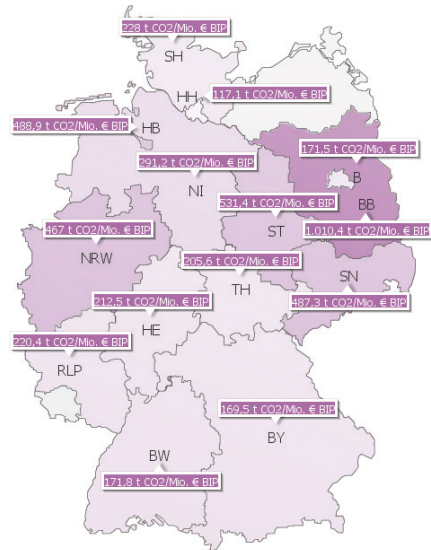 228 t CO2/Mio. € BIP
SH
HH
117,1 t CO2/Mio. € BIP
488,9 t CO2/Mio. € BIP
HB
171,5 t CO2/Mio. € BIP
291,2 t CO2/Mio. € BIP
B
NI
531,4 t CO2/Mio. € BIP
BB
467 t CO2/Mio. € BIP
ST
1.010,4 t CO2/Mio. € BIP
NRW
205,6 t CO2/Mio. € BIP
SN
TH
212,5 t CO2/Mio. € BIP
487,3 t CO2/Mio. € BIP
HE
220,4 t CO2/Mio. € BIP
RLP
169,5 t CO2/Mio. € BIP
BY
BW
171,8 t CO2/Mio. € BIP